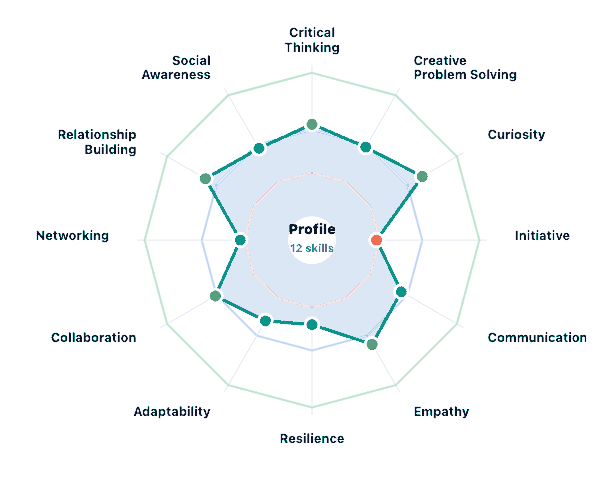 Critical
Thinking
Social
Awareness
Creative
Problem Solving
Relationship
Building
Curiosity
Profile
12 skills
Networking
Initiative
Collaboration
Communication
Adaptability
Empathy
Resilience